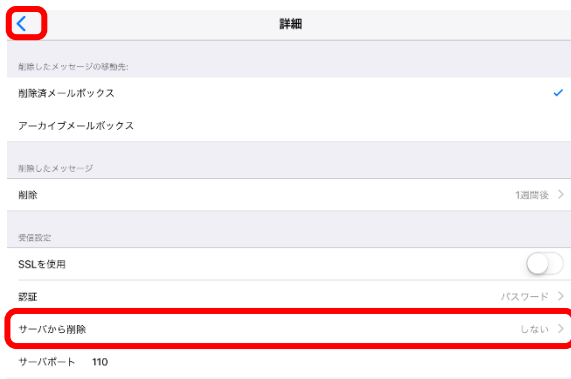 詳細
削除したメッセージの移動先:
削除済メールボックス
アーカイブメールボックス
削除したメッセージ
削除 1週間後
受信設定
SSLを使用
認証 パスワード
サーバから削除 しない
サーバポート 110